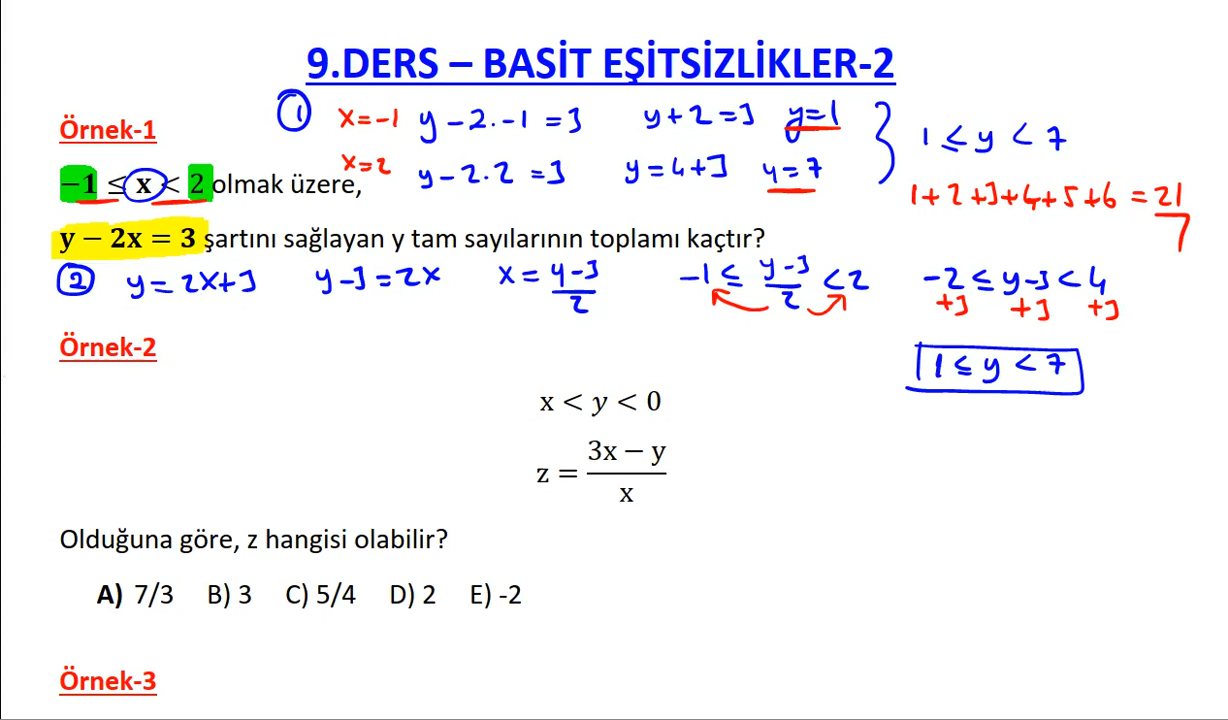 9.DERS – BASİT EŞİTSİZLİKLER-2
Örnek-1
① x=-1 y-2.-1=3 y+2=3 y=1
x=2 y-2.2=3 y=4+3 y=7
1≤y<7
−1 ≤ x < 2 olmak üzere,
1+2+3+4+5+6=21
y − 2x = 3 şartını sağlayan y tam sayılarının toplamı kaçtır?
② y=2x+3 y-3=2x x=\frac{y-3}{2} -1≤\frac{y-3}{2}<2 -2≤y-3<4
+3 +3 +3
1≤y<7
Örnek-2
x < y < 0
z = \frac{3x − y}{x}
Olduğuna göre, z hangisi olabilir?
A) 7/3 B) 3 C) 5/4 D) 2 E) -2
Örnek-3